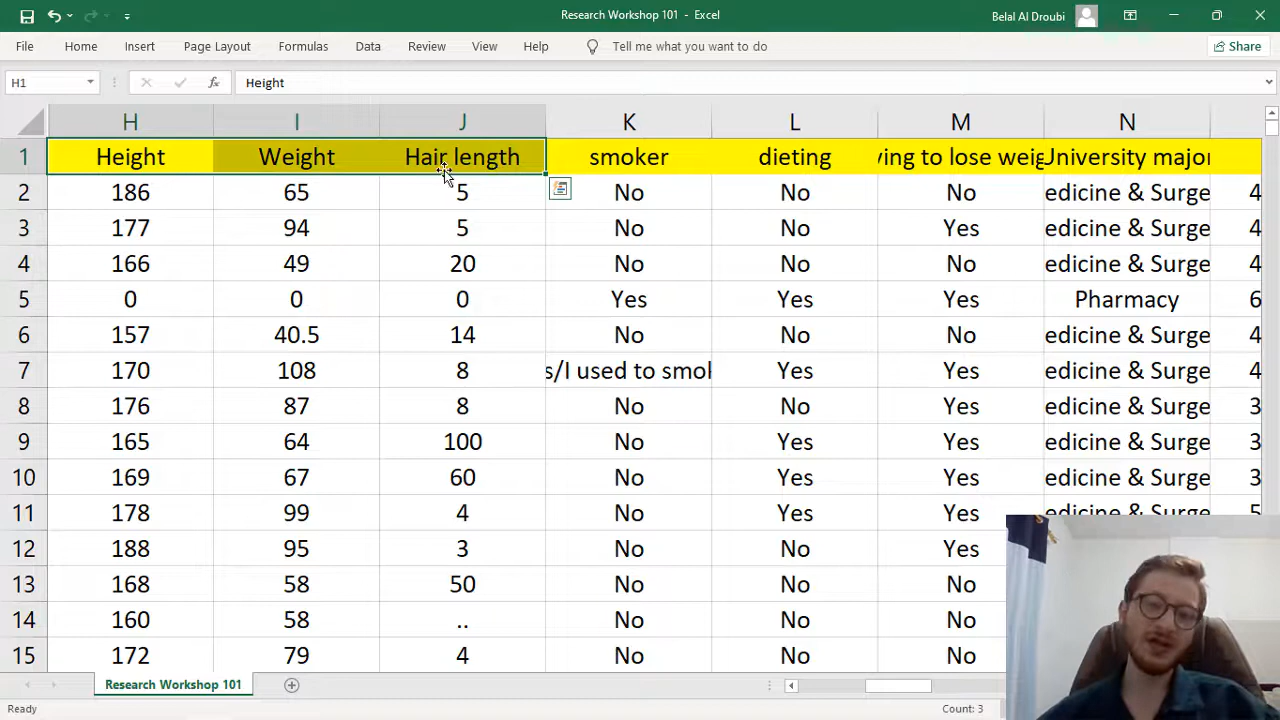 Research Workshop 101 - Excel
Belal Al Droubi
File Home Insert Page Layout Formulas Data Review View Help Tell me what you want to do Share
H1 fx Height
H I J K L M N
1 Height Weight Hair length smoker dieting ying to lose weig University major
2 186 65 5 No No No edicine & Surge 4
3 177 94 5 No No Yes edicine & Surge 4
4 166 49 20 No No No edicine & Surge 4
5 0 0 0 Yes Yes Yes Pharmacy 6
6 157 40.5 14 No No No edicine & Surge 4
7 170 108 8 s/I used to smok Yes Yes edicine & Surge 4
8 176 87 8 No No Yes edicine & Surge 3
9 165 64 100 No Yes Yes edicine & Surge 3
10 169 67 60 No Yes Yes edicine & Surge 3
11 178 99 4 No Yes Yes edicine & Surge 5
12 188 95 3 No No Yes
13 168 58 50 No No No
14 160 58 .. No No No
15 172 79 4 No No No
Research Workshop 101
Ready Count: 3